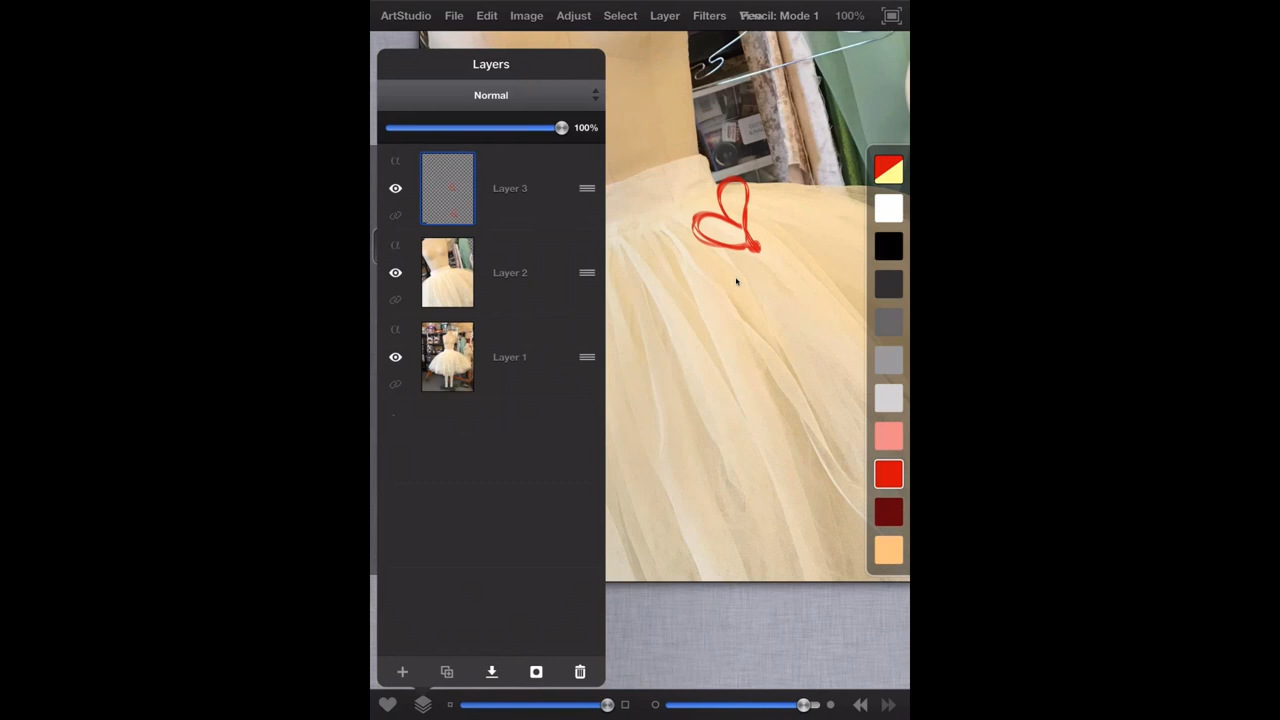 ArtStudio File Edit Image Adjust Select Layer Filters Pencil: Mode 1 100%
Layers
Normal
100%
Layer 3
Layer 2
Layer 1